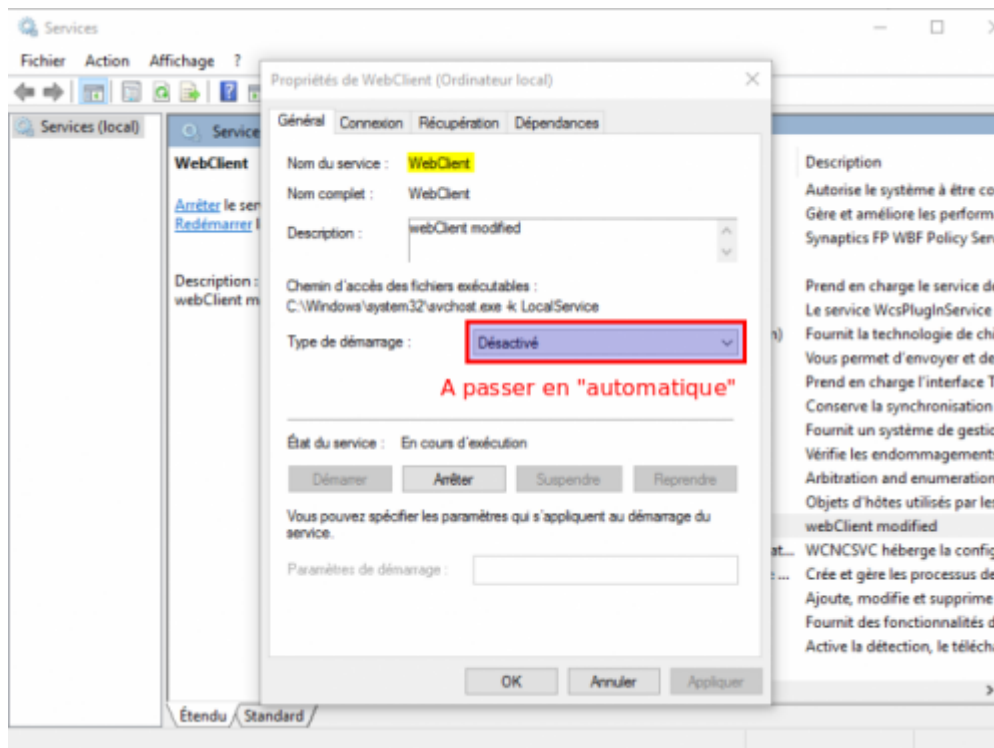 Services
Fichier Action Affichage ?
Services (local)
Service
WebClient
Arrêter le ser
Redémarrer l
Description :
webClient m
Propriétés de WebClient (Ordinateur local)
Général Connexion Récupération Dépendances
Nom du service : WebClient
Nom complet : WebClient
Description : webClient modified
Chemin d'accès des fichiers exécutables :
C:\Windows\system32\svchost.exe -k LocalService
Type de démarrage : Désactivé
A passer en "automatique"
État du service : En cours d'exécution
Démarrer Arrêter Suspendre Reprendre
Vous pouvez spécifier les paramètres qui s'appliquent au démarrage du
service.
Paramètres de démarrage :
OK Annuler Appliquer
Description
Autorise le système à être co
Gère et améliore les perform
Synaptics FP WBF Policy Ser
Prend en charge le service de
Le service WcsPlugInService
n) Fournit la technologie de chi
Vous permet d'envoyer et de
Prend en charge l'interface T
Conserve la synchronisation
Fournit un système de gestic
Vérifie les endommagements
Arbitration and enumeration
Objets d'hôtes utilisés par les
webClient modified
at... WCNCSVC héberge la config
e ... Crée et gère les processus de
Ajoute, modifie et supprime
Fournit des fonctionnalités d
Active la détection, le télécha
Étendu Standard